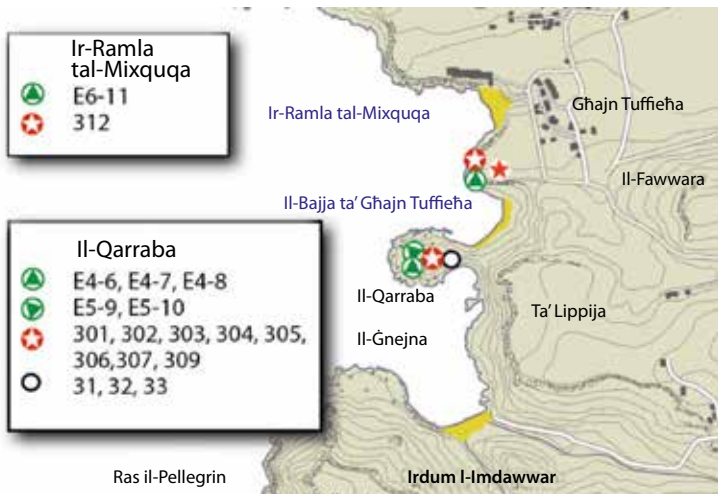 Ir-Ramla
tal-Mixquqa
E6-11
312
Il-Qarraba
E4-6, E4-7, E4-8
E5-9, E5-10
301, 302, 303, 304, 305,
306,307, 309
31, 32, 33
Ir-Ramla tal-Mixquqa
Għajn Tuffieħa
Il-Fawwara
Il-Bajja ta’ Għajn Tuffieħa
Il-Qarraba
Ta’ Lippija
Il-Ġnejna
Ras il-Pellegrin
Irdum l-Imdawwar